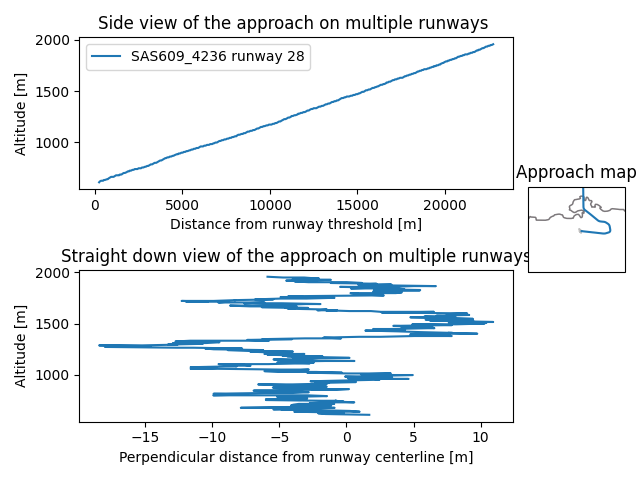 Side view of the approach on multiple runways
2000
1500
1000
Altitude [m]
SAS609_4236 runway 28
0 5000 10000 15000 20000
Distance from runway threshold [m]
Approach map
Straight down view of the approach on multiple runways
2000
1500
1000
Altitude [m]
−15 −10 −5 0 5 10
Perpendicular distance from runway centerline [m]